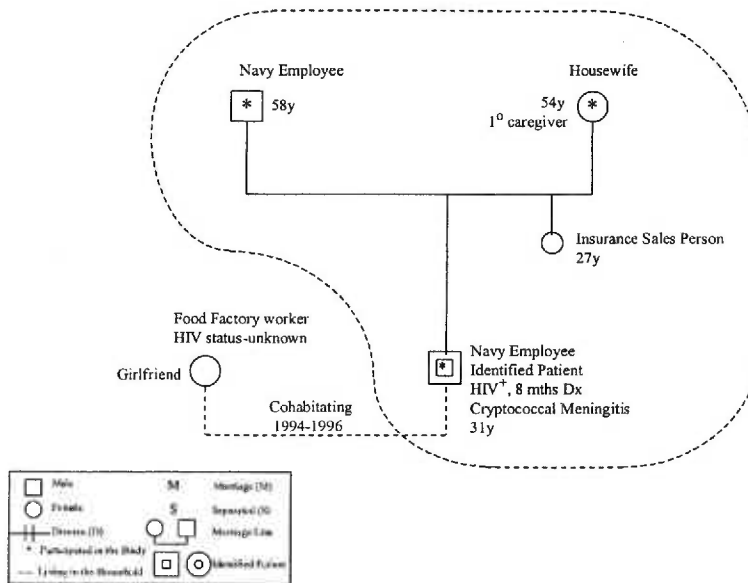 Navy Employee
* 58y
Housewife
54y *
1° caregiver
Insurance Sales Person
27y
Food Factory worker
HIV status-unknown
Girlfriend
Cohabitating
1994-1996
*
Navy Employee
Identified Patient
HIV+, 8 mths Dx
Cryptococcal Meningitis
31y
Male
M Marriage (M)
Female
S Separated (S)
Divorce (D)
Marriage Line
* Participated in the Study
Identified Patient
Living in the Household